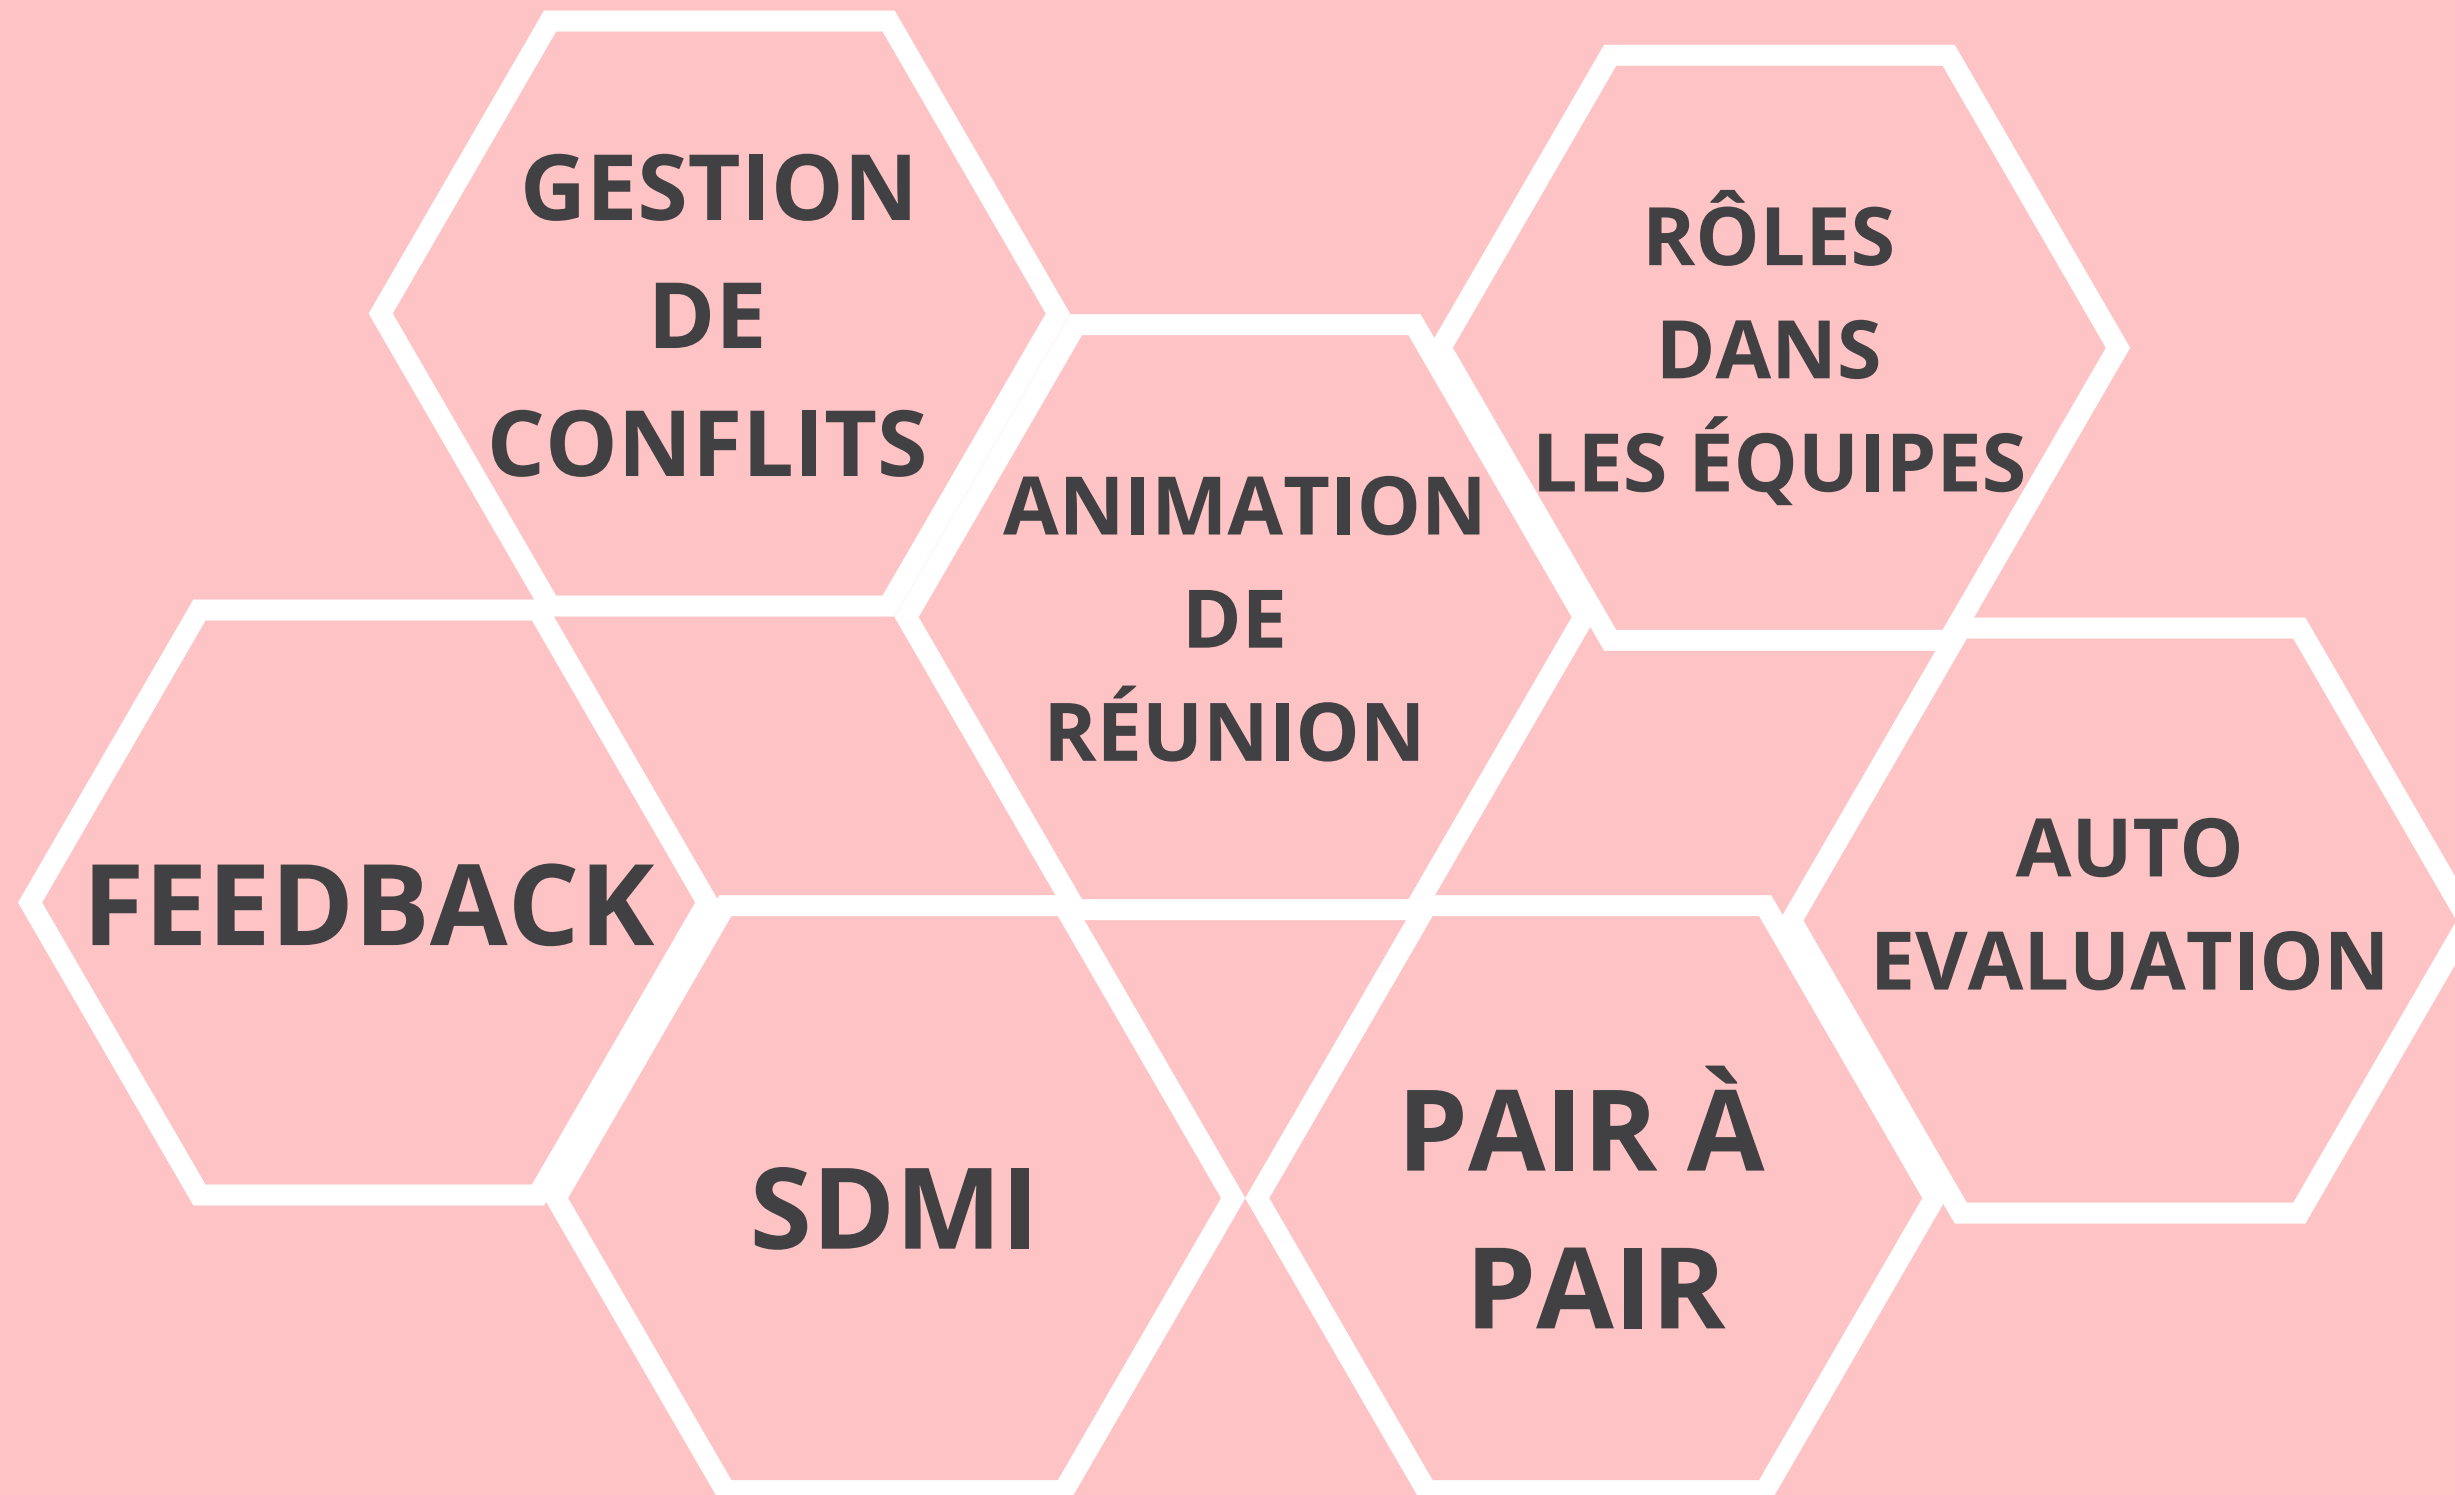 GESTION
DE
CONFLITS
RÔLES
DANS
LES ÉQUIPES
ANIMATION
DE
RÉUNION
FEEDBACK
AUTO
EVALUATION
SDMI
PAIR À
PAIR